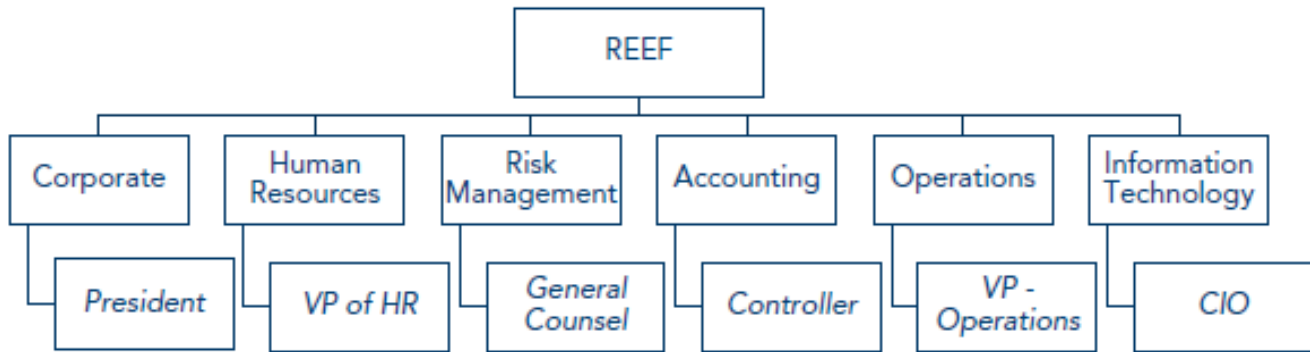 REEF
Corporate
Human
Resources
Risk
Management
Accounting
Operations
Information
Technology
President
VP of HR
General
Counsel
Controller
VP -
Operations
CIO